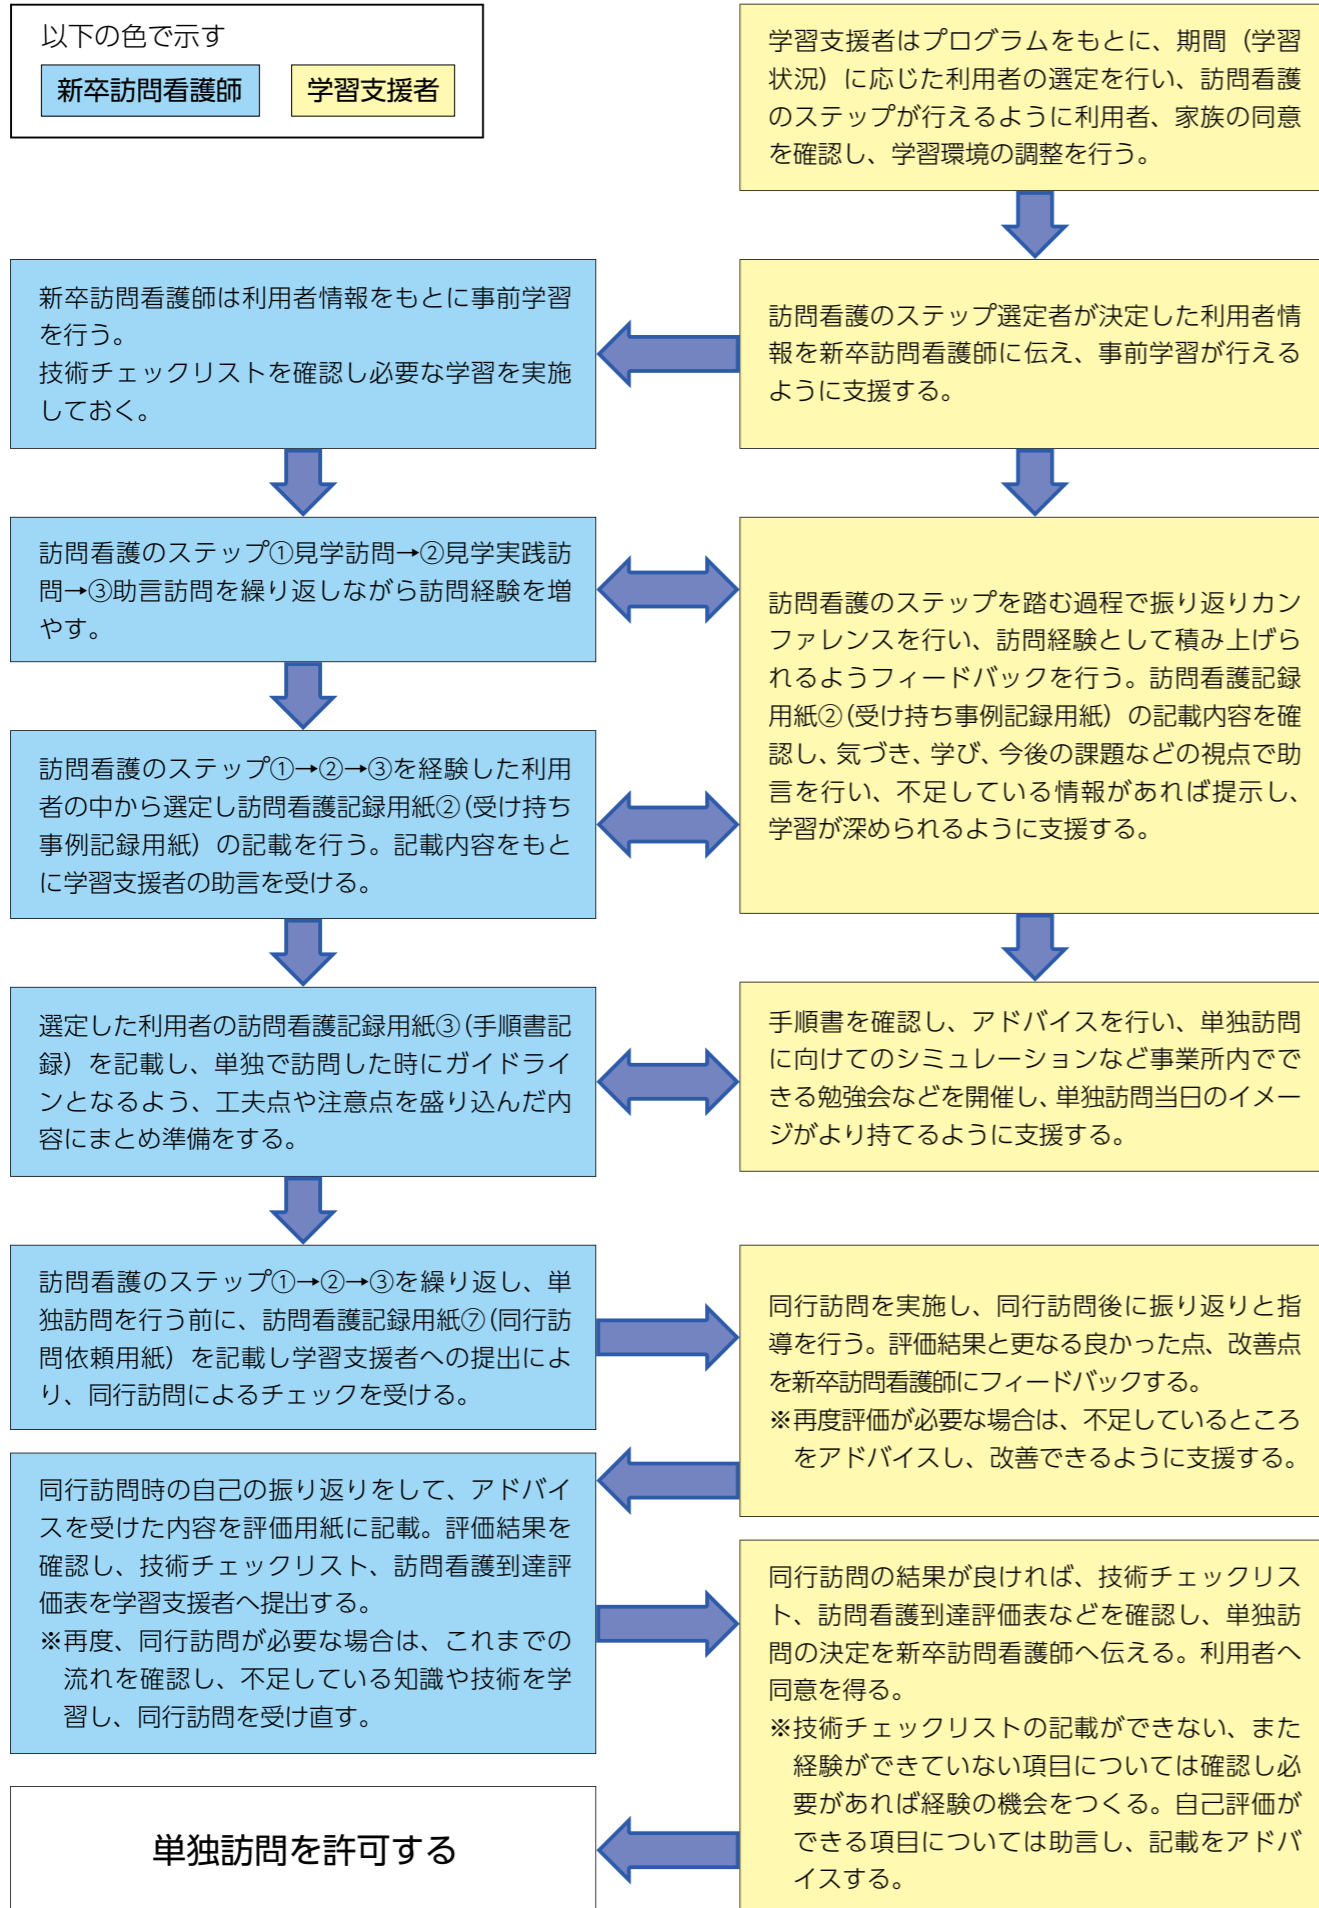 以下の色で示す
新卒訪問看護師
学習支援者
学習支援者はプログラムをもとに、期間（学習
状況）に応じた利用者の選定を行い、訪問看護
のステップが行えるように利用者、家族の同意
を確認し、学習環境の調整を行う。
新卒訪問看護師は利用者情報をもとに事前学習
を行う。
技術チェックリストを確認し必要な学習を実施
しておく。
訪問看護のステップ選定者が決定した利用者情
報を新卒訪問看護師に伝え、事前学習が行える
ように支援する。
訪問看護のステップ①見学訪問→②見学実践訪
問→③助言訪問を繰り返しながら訪問経験を増
やす。
訪問看護のステップを踏む過程で振り返りカン
ファレンスを行い、訪問経験として積み上げら
れるようフィードバックを行う。訪問看護記録
用紙②(受け持ち事例記録用紙）の記載内容を確
認し、気づき、学び、今後の課題などの視点で助
言を行い、不足している情報があれば提示し、
学習が深められるように支援する。
訪問看護のステップ①→②→③を経験した利用
者の中から選定し訪問看護記録用紙②(受け持ち
事例記録用紙）の記載を行う。記載内容をもと
に学習支援者の助言を受ける。
選定した利用者の訪問看護記録用紙③(手順書記
録）を記載し、単独で訪問した時にガイドライ
ンとなるよう、工夫点や注意点を盛り込んだ内
容にまとめ準備をする。
手順書を確認し、アドバイスを行い、単独訪問
に向けてのシミュレーションなど事業所内でで
きる勉強会などを開催し、単独訪問当日のイメー
ジがより持てるように支援する。
訪問看護のステップ①→②→③を繰り返し、単
独訪問を行う前に、訪問看護記録用紙⑦(同行訪
問依頼用紙）を記載し学習支援者への提出によ
り、同行訪問によるチェックを受ける。
同行訪問を実施し、同行訪問後に振り返りと指
導を行う。評価結果と更なる良かった点、改善点
を新卒訪問看護師にフィードバックする。
※再度評価が必要な場合は、不足しているところ
をアドバイスし、改善できるように支援する。
同行訪問時の自己の振り返りをして、アドバイ
スを受けた内容を評価用紙に記載。評価結果を
確認し、技術チェックリスト、訪問看護到達評
価表を学習支援者へ提出する。
※再度、同行訪問が必要な場合は、これまでの
流れを確認し、不足している知識や技術を学
習し、同行訪問を受け直す。
同行訪問の結果が良ければ、技術チェックリス
ト、訪問看護到達評価表などを確認し、単独訪
問の決定を新卒訪問看護師へ伝える。利用者へ
同意を得る。
※技術チェックリストの記載ができない、また
経験ができていない項目については確認し必
要があれば経験の機会をつくる。自己評価が
できる項目については助言し、記載をアドバ
イスする。
単独訪問を許可する